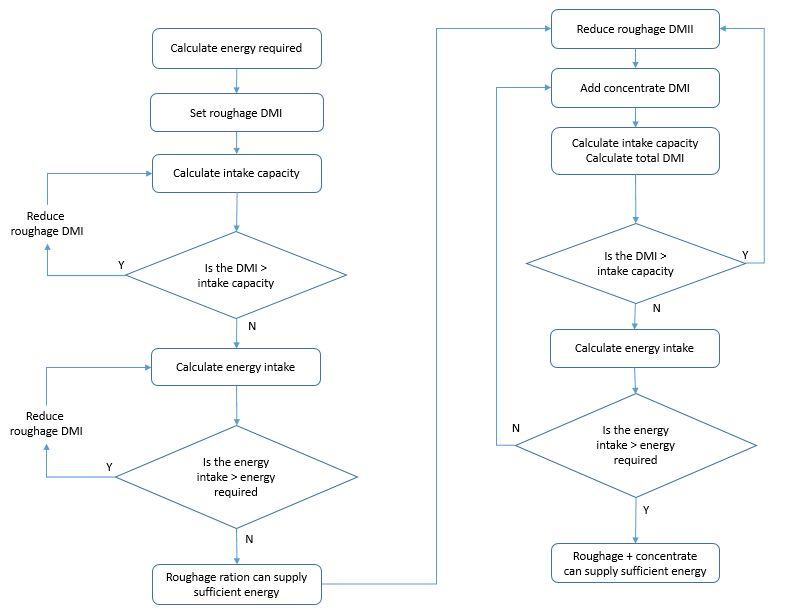 Calculate energy required
Set roughage DMI
Calculate intake capacity
Reduce
roughage DMI
Y
Is the DMI >
intake capacity
N
Calculate energy intake
Reduce
roughage DMI
Y
Is the energy
intake > energy
required
N
Roughage ration can supply
sufficient energy
Reduce roughage DMII
Add concentrate DMI
Calculate intake capacity
Calculate total DMI
Is the DMI >
intake capacity
Y
N
Calculate energy intake
N
Is the energy
intake > energy
required
Y
Roughage + concentrate
can supply sufficient energy